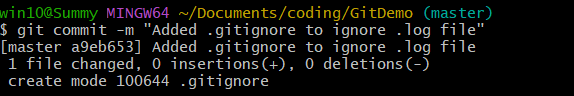 win10@Summy MINGW64 ~/Documents/coding/GitDemo (master)
$ git commit -m "Added .gitignore to ignore .log file"
[master a9eb653] Added .gitignore to ignore .log file
 1 file changed, 0 insertions(+), 0 deletions(-)
 create mode 100644 .gitignore